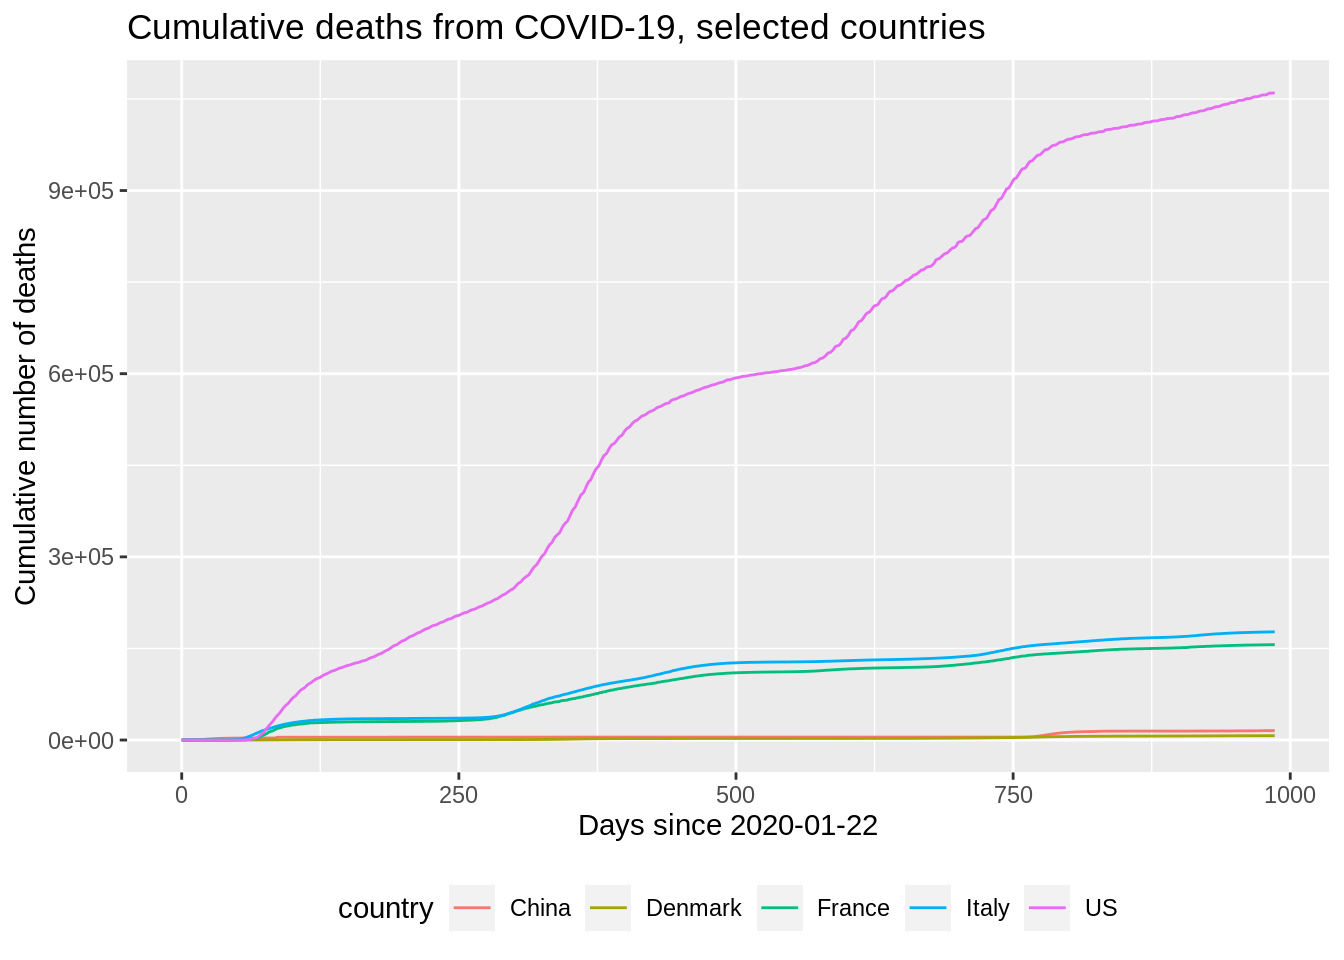 Cumulative deaths from COVID-19, selected countries
Cumulative number of deaths
9e+05
6e+05
3e+05
0e+00
0 250 500 750 1000
Days since 2020-01-22
country China Denmark France Italy US